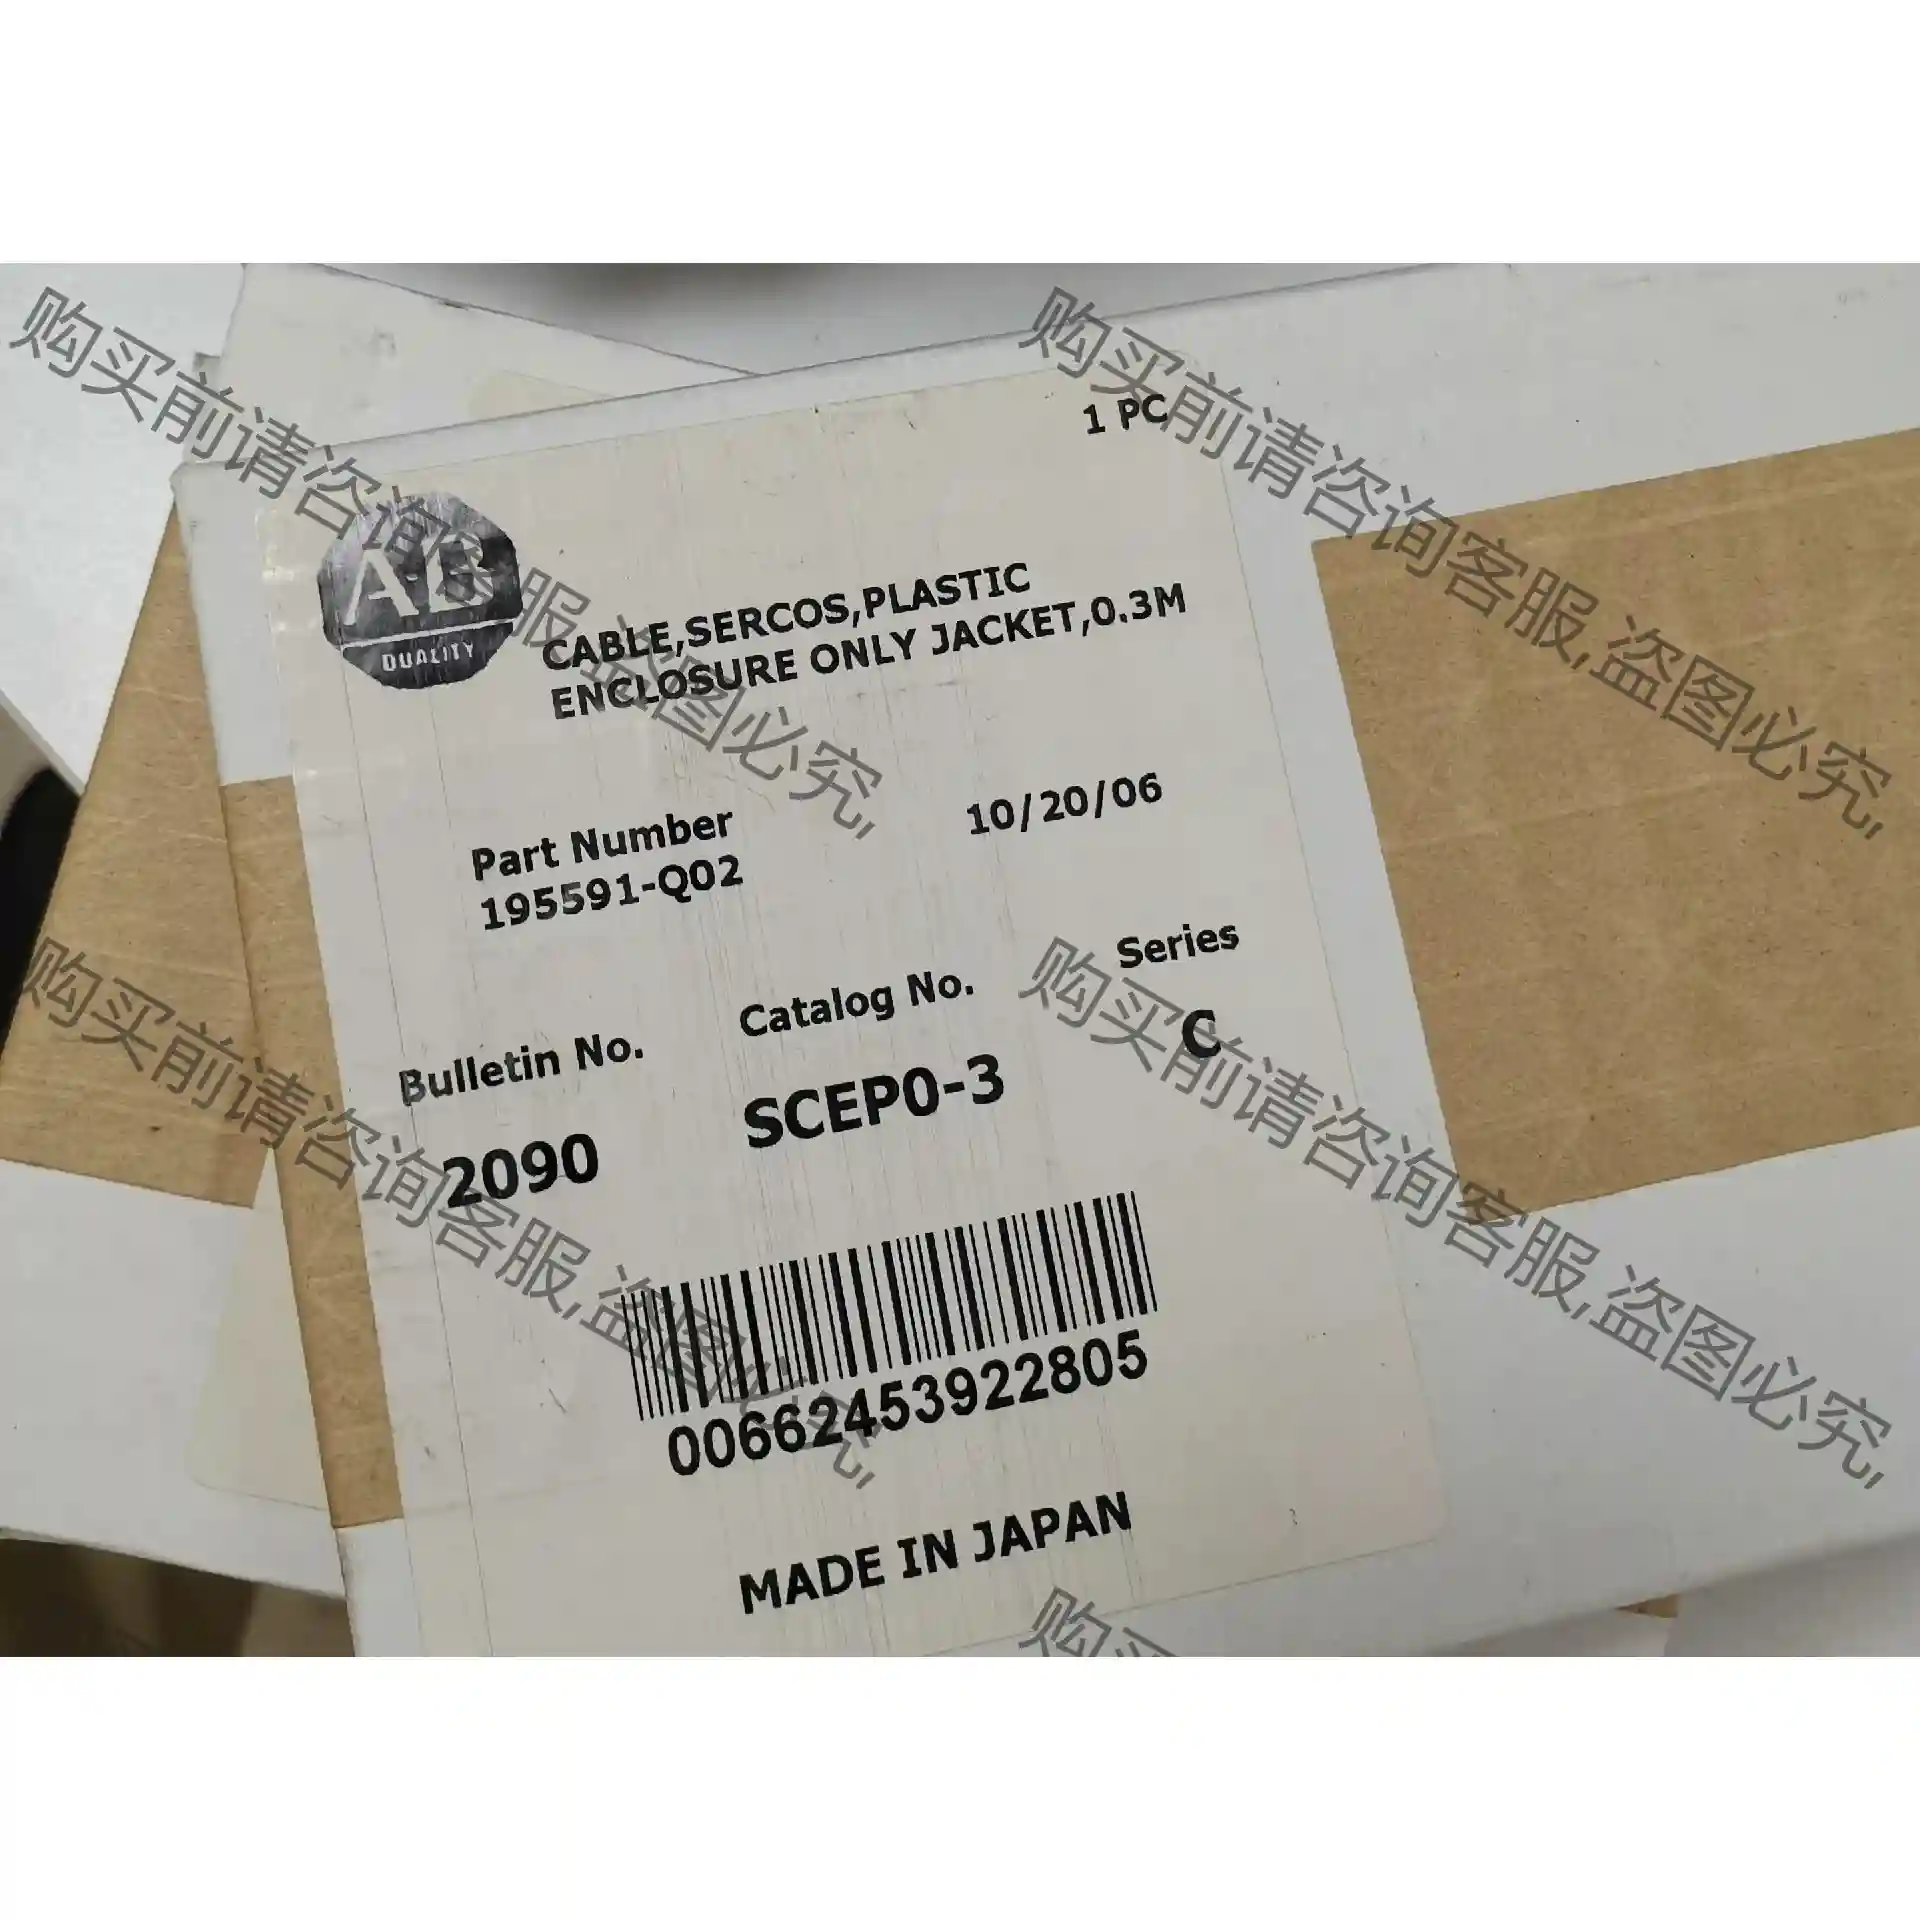 1 PC
A-B
QUALITY
CABLE,SERCOS,PLASTIC
ENCLOSURE ONLY JACKET,0.3M
Part Number
195591-Q02
10/20/06
Bulletin No.
Catalog No.
Series
2090
SCEP0-3
C
00662453922805
MADE IN JAPAN
购买前请咨询客服,盗图必究,
购买前请咨询客服,盗图必究,
购买前请咨询客服,盗图必究,
购买前请咨询客服,盗图必究,
购买